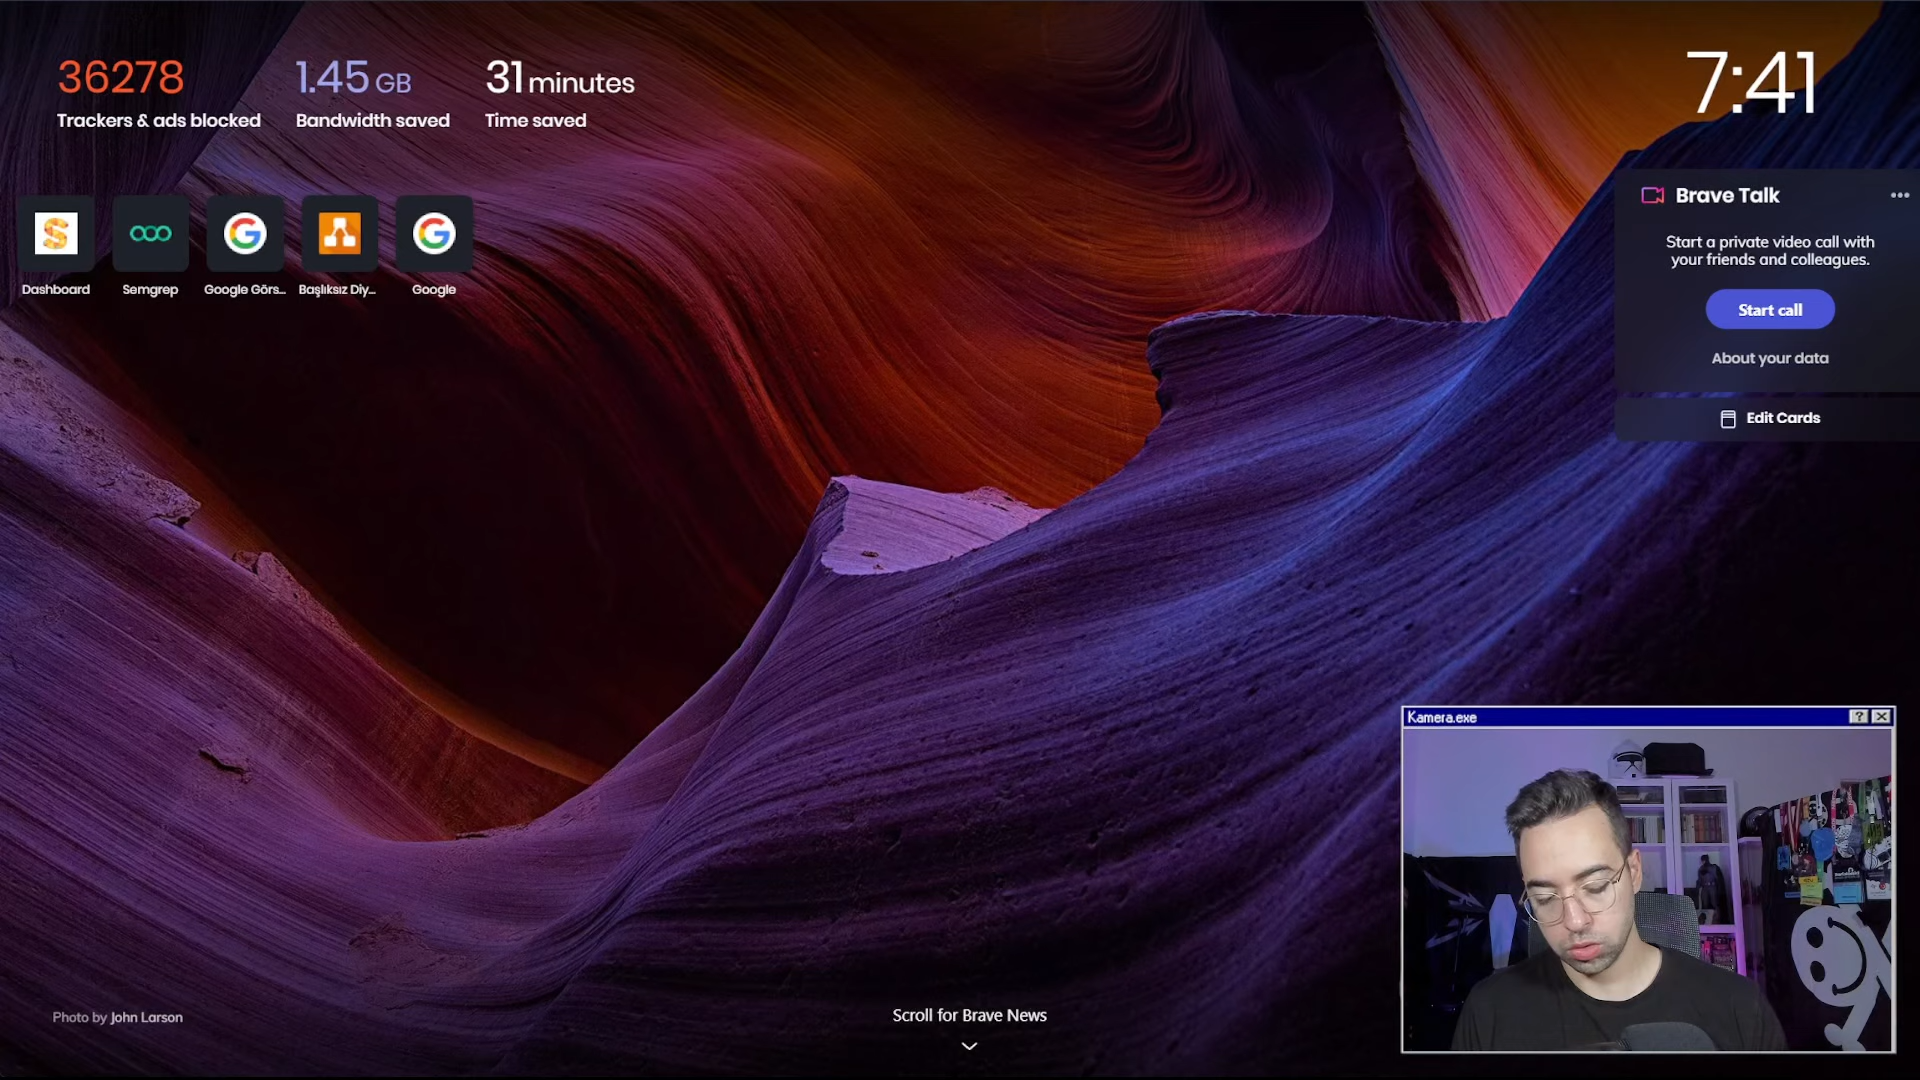 36278
Trackers & ads blocked
1.45 GB
Bandwidth saved
31 minutes
Time saved
7:41
Dashboard
Semgrep
Google Görs...
Başlıksız Diy...
Google
Brave Talk
Start a private video call with
your friends and colleagues.
Start call
About your data
Edit Cards
Kamera.exe
Photo by John Larson
Scroll for Brave News